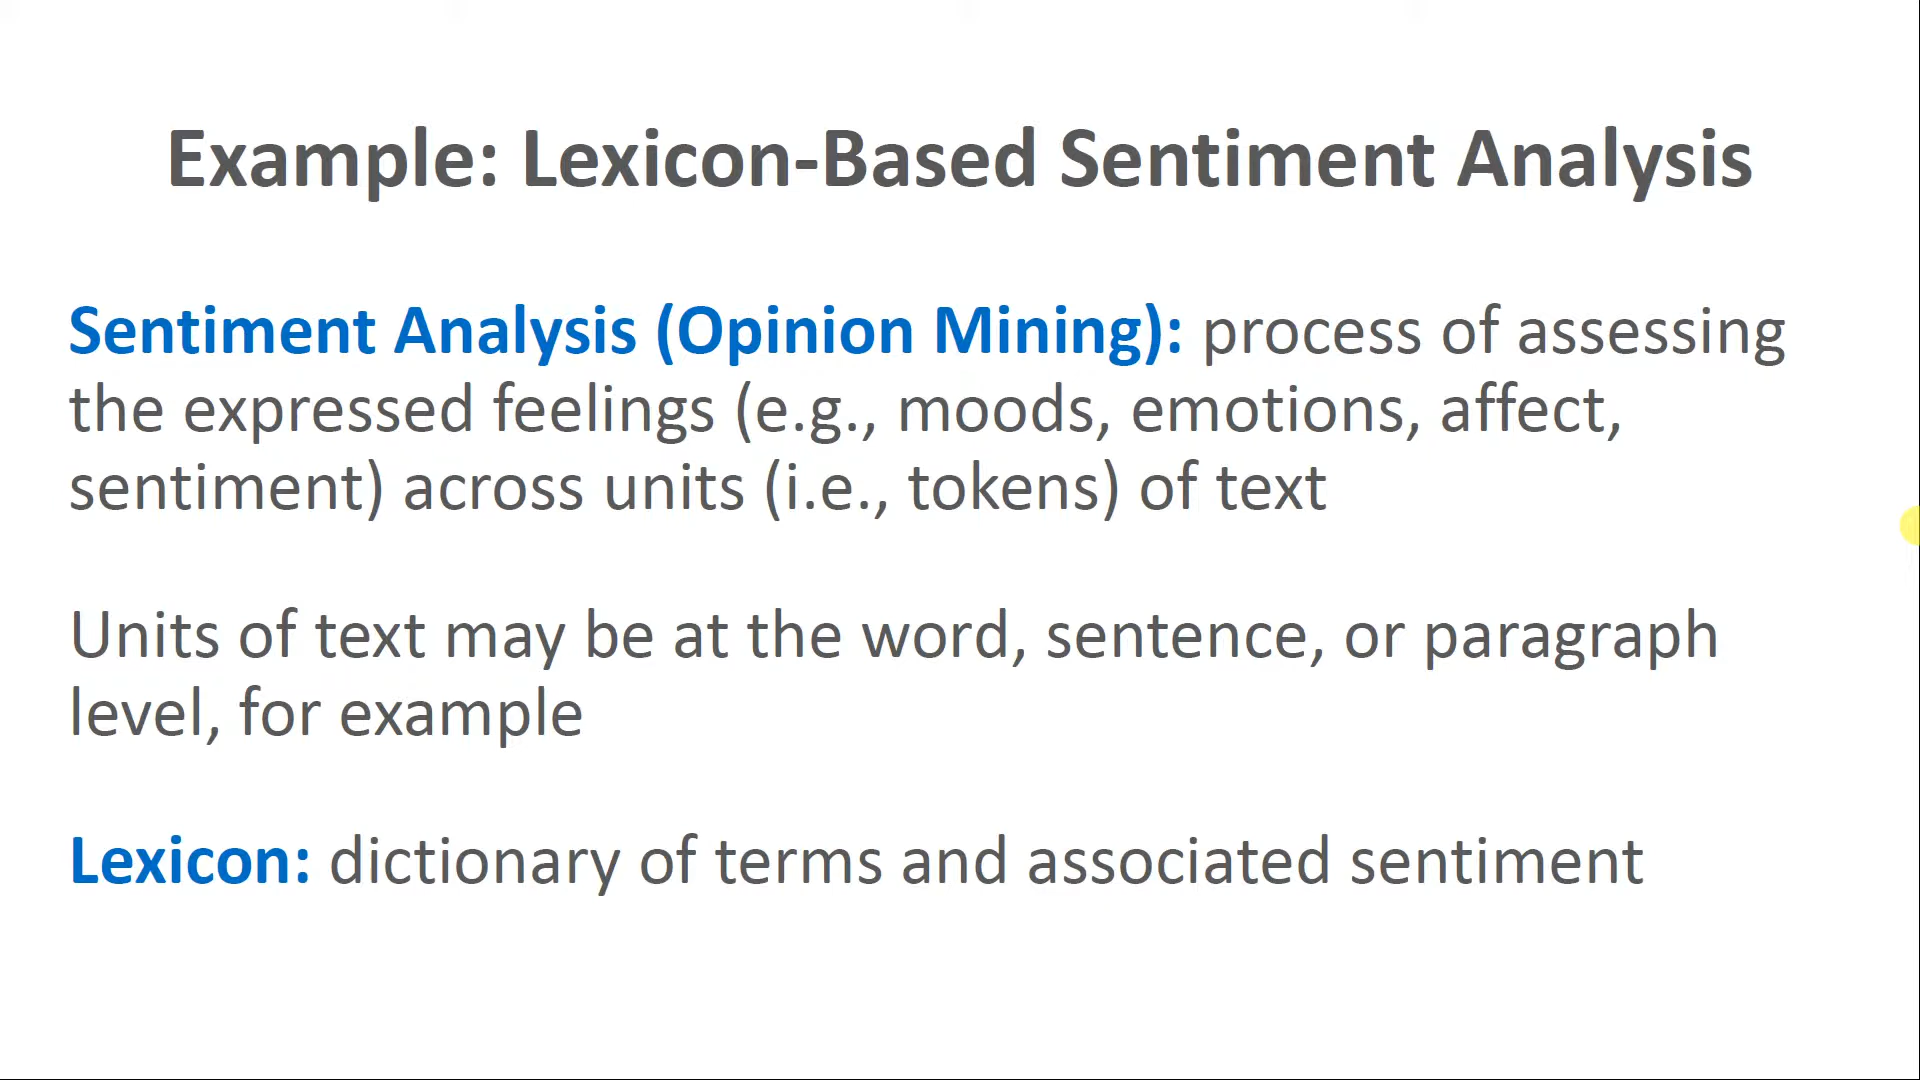 Example: Lexicon-Based Sentiment Analysis
Sentiment Analysis (Opinion Mining): process of assessing
the expressed feelings (e.g., moods, emotions, affect,
sentiment) across units (i.e., tokens) of text
Units of text may be at the word, sentence, or paragraph
level, for example
Lexicon: dictionary of terms and associated sentiment